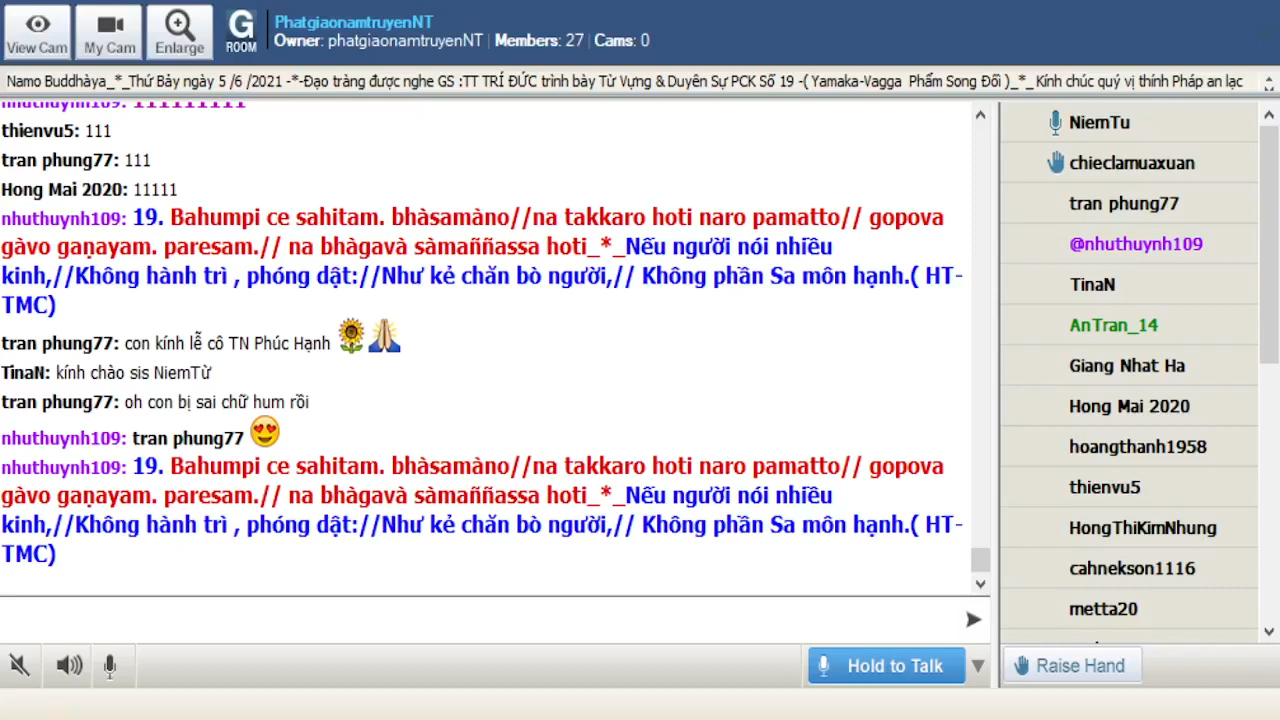 View Cam
My Cam
Enlarge
G
ROOM
PhatgiaonamtruyenNT
Owner: phatgiaonamtruyenNT | Members: 27 | Cams: 0
Namo Buddhàya_*_Thứ Bảy ngày 5 /6 /2021 -*-Đạo tràng được nghe GS :TT TRÍ ĐỨC trình bày Từ Vựng & Duyên Sự PCK Số 19 -( Yamaka-Vagga Phẩm Song Đối )_*_ Kính chúc quý vị thính Pháp an lạc
nhuthuynh109: 111111111
thienvu5: 111
tran phung77: 111
Hong Mai 2020: 11111
nhuthuynh109: 19. Bahumpi ce sahitam. bhàsamàno//na takkaro hoti naro pamatto// gopova
gàvo gaṇayam. paresam.// na bhàgavà sàmaññassa hoti_*_Nếu người nói nhiều
kinh,//Không hành trì , phóng dật://Như kẻ chăn bò người,// Không phần Sa môn hạnh.( HT-
TMC)
tran phung77: con kính lễ cô TN Phúc Hạnh
TinaN: kính chào sis NiemTừ
tran phung77: oh con bị sai chữ hum rồi
nhuthuynh109: tran phung77
nhuthuynh109: 19. Bahumpi ce sahitam. bhàsamàno//na takkaro hoti naro pamatto// gopova
gàvo gaṇayam. paresam.// na bhàgavà sàmaññassa hoti_*_Nếu người nói nhiều
kinh,//Không hành trì , phóng dật://Như kẻ chăn bò người,// Không phần Sa môn hạnh.( HT-
TMC)
Hold to Talk
NiemTu
chieclamuaxuan
tran phung77
@nhuthuynh109
TinaN
AnTran_14
Giang Nhat Ha
Hong Mai 2020
hoangthanh1958
thienvu5
HongThiKimNhung
cahnekson1116
metta20
Raise Hand